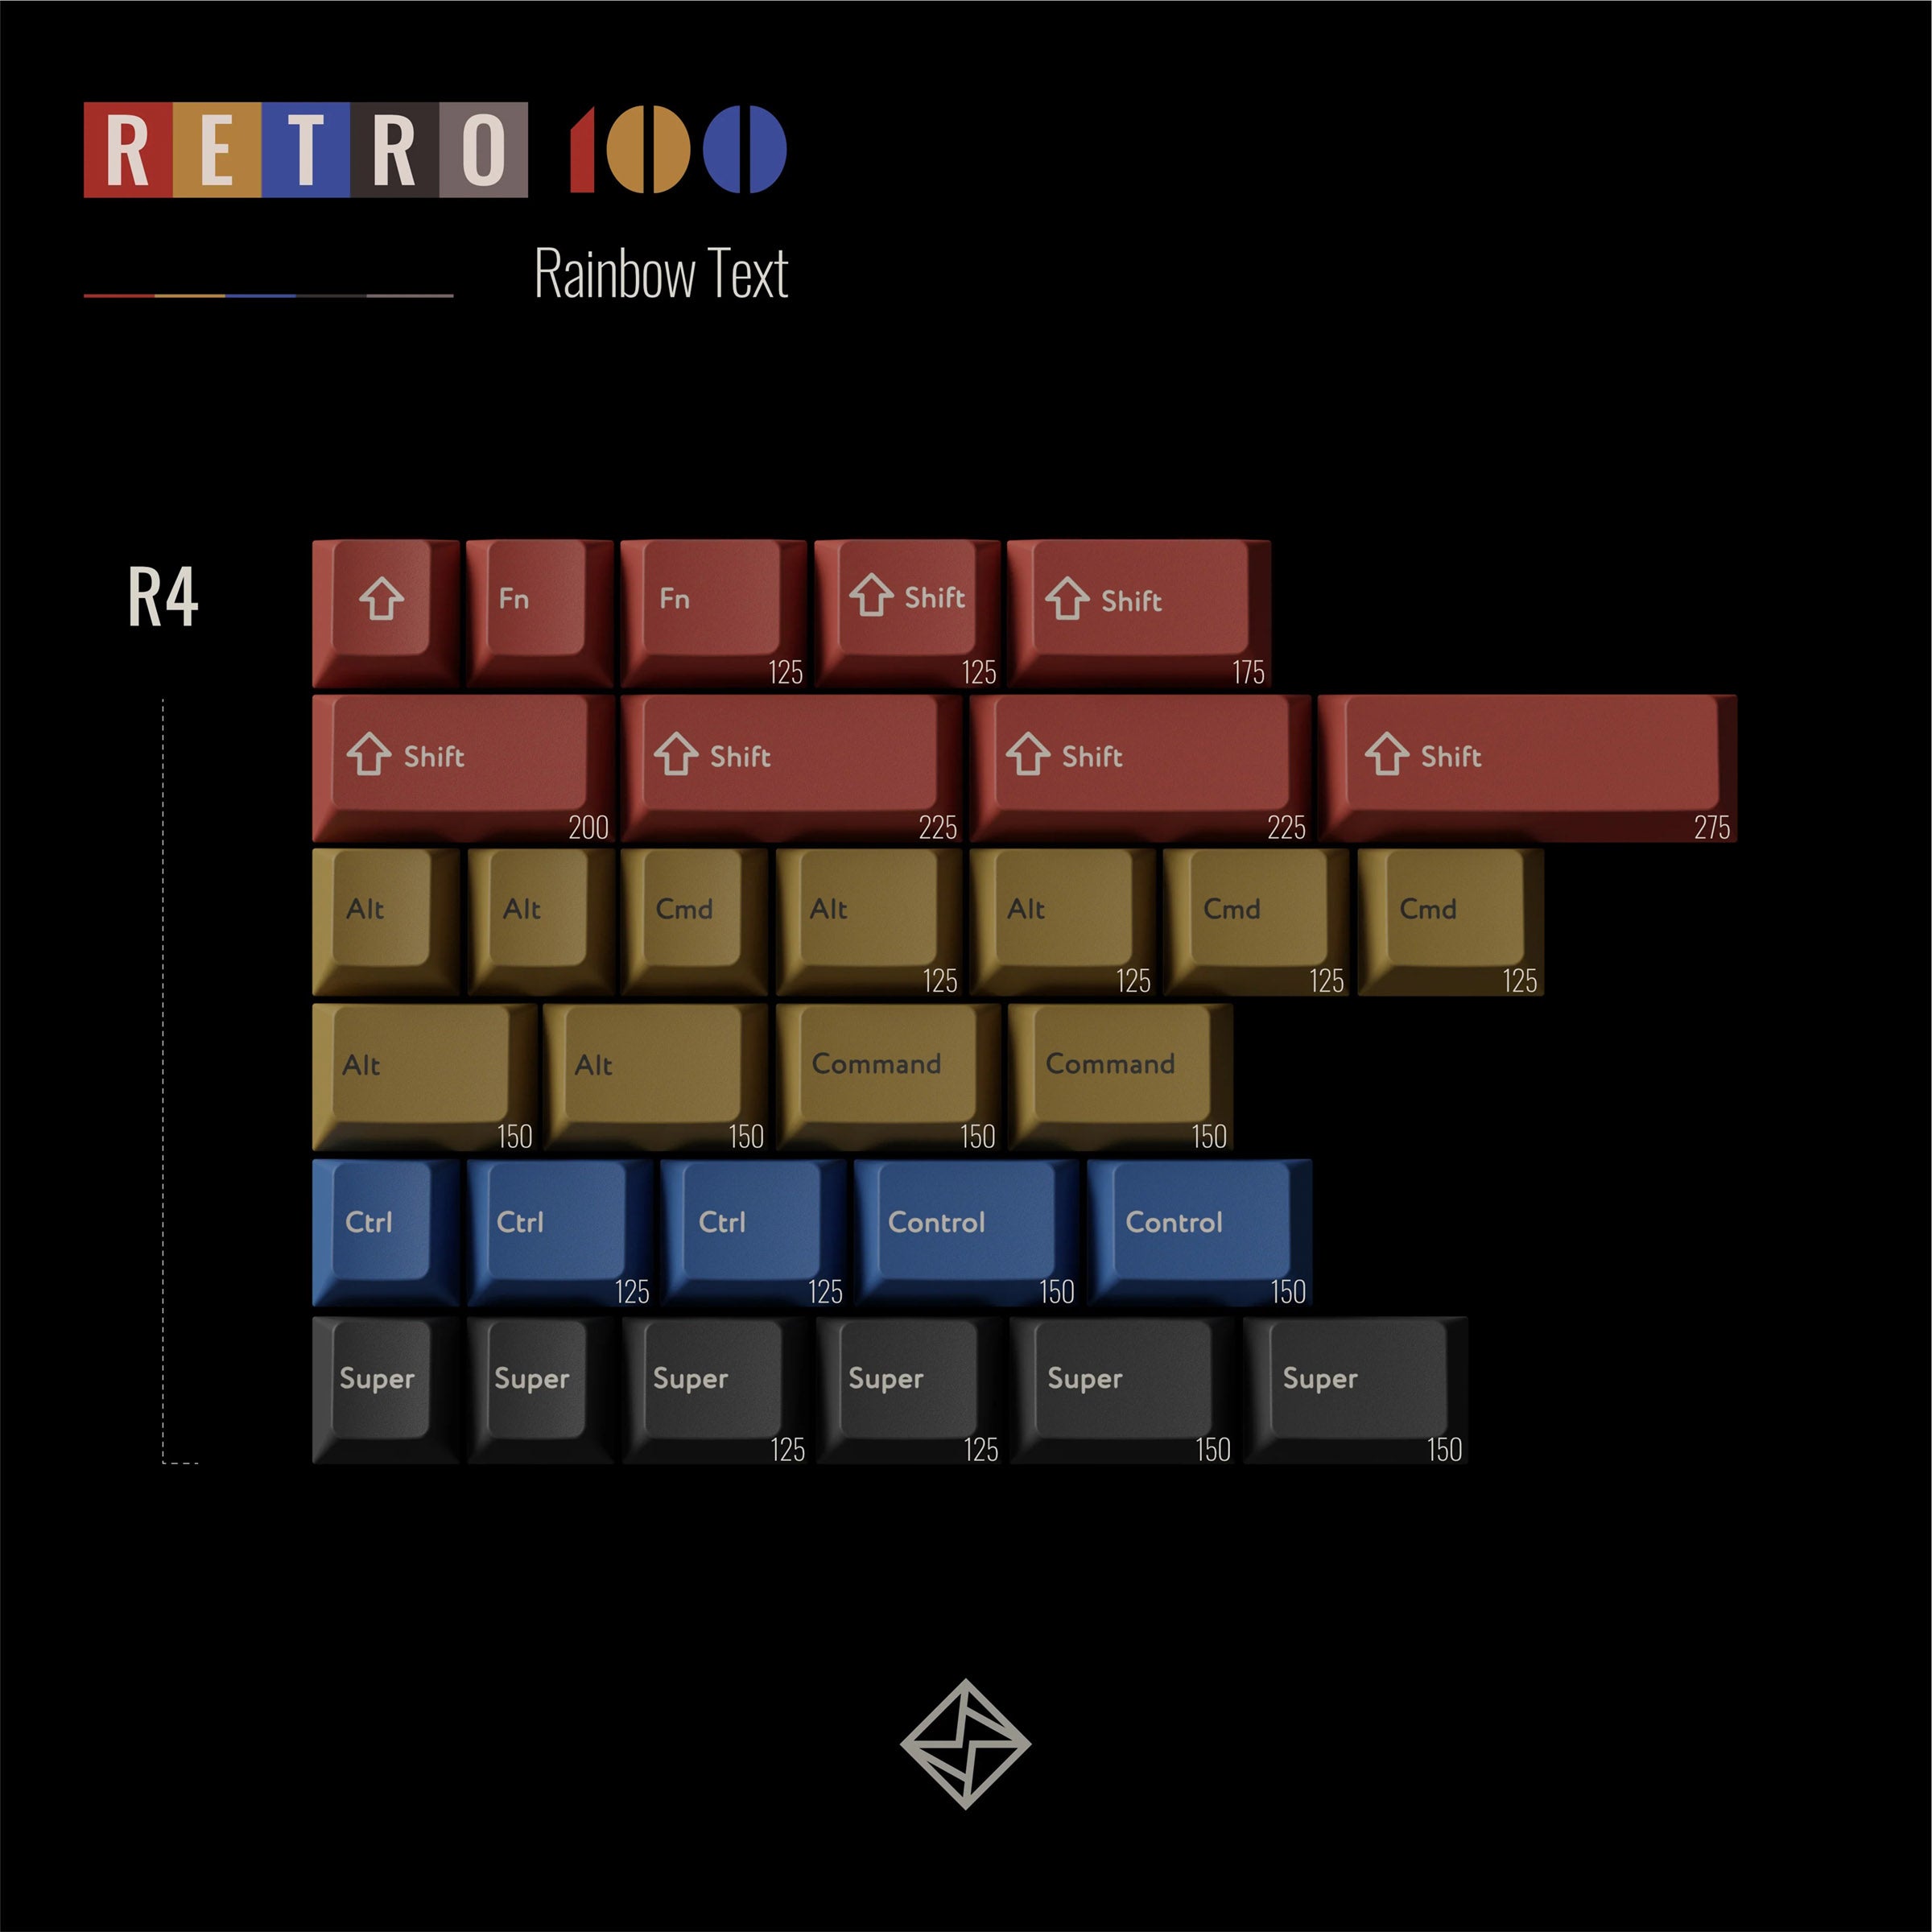 RETRO 100
Rainbow Text
R4
Fn Fn Shift Shift
125 125 175
Shift Shift Shift Shift
200 225 225 275
Alt Alt Cmd Alt Alt Cmd Cmd
125 125 125 125
Alt Alt Command Command
150 150 150 150
Ctrl Ctrl Ctrl Control Control
125 125 150 150
Super Super Super Super Super Super
125 125 150 150